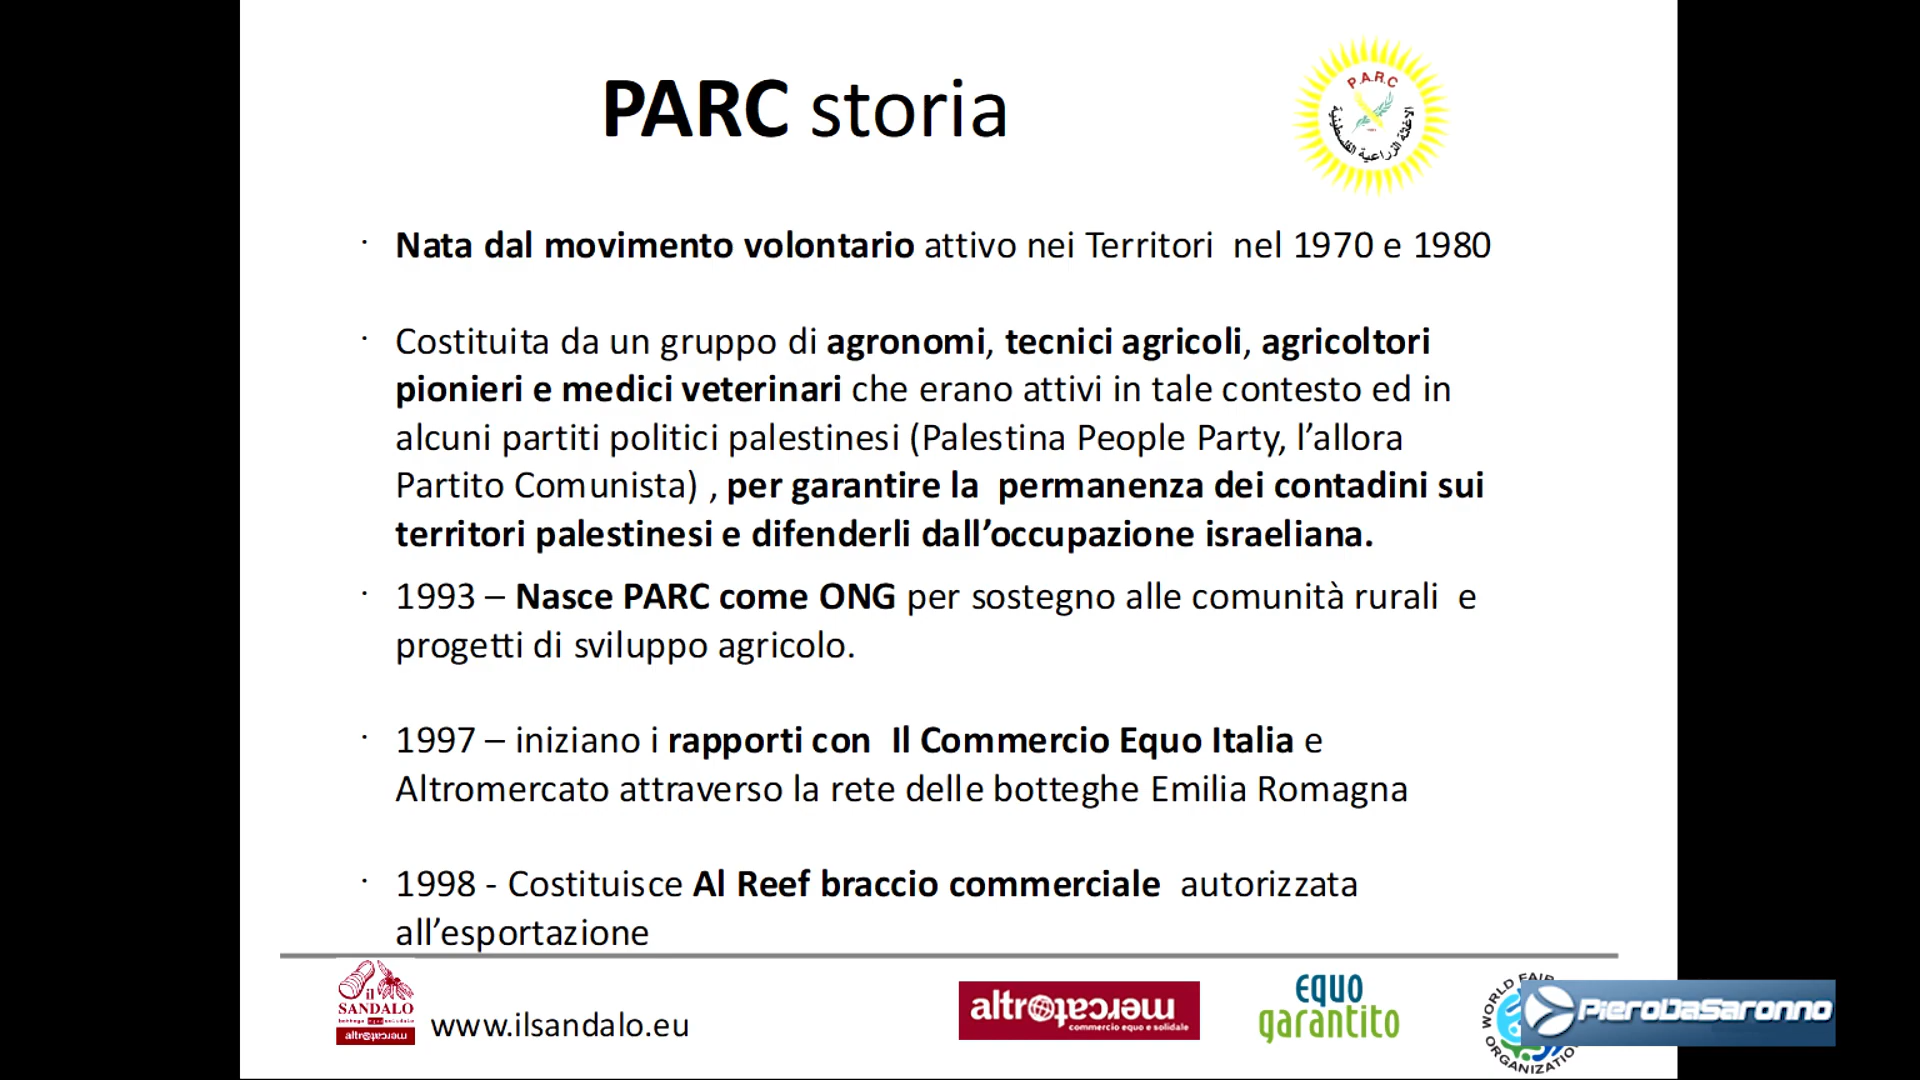 PARC storia
P.A.R.C
الإغاثة الزراعية الفلسطينية
· Nata dal movimento volontario attivo nei Territori nel 1970 e 1980
· Costituita da un gruppo di agronomi, tecnici agricoli, agricoltori
pionieri e medici veterinari che erano attivi in tale contesto ed in
alcuni partiti politici palestinesi (Palestina People Party, l’allora
Partito Comunista) , per garantire la permanenza dei contadini sui
territori palestinesi e difenderli dall’occupazione israeliana.
· 1993 – Nasce PARC come ONG per sostegno alle comunità rurali e
progetti di sviluppo agricolo.
· 1997 – iniziano i rapporti con Il Commercio Equo Italia e
Altromercato attraverso la rete delle botteghe Emilia Romagna
· 1998 - Costituisce Al Reef braccio commerciale autorizzata
all’esportazione
il
SANDALO
altromercato
www.ilsandalo.eu
altromercato
commercio equo e solidale
EQUO
garantito
WORLD FAIR
ORGANIZATIO
PieroDaSaronno